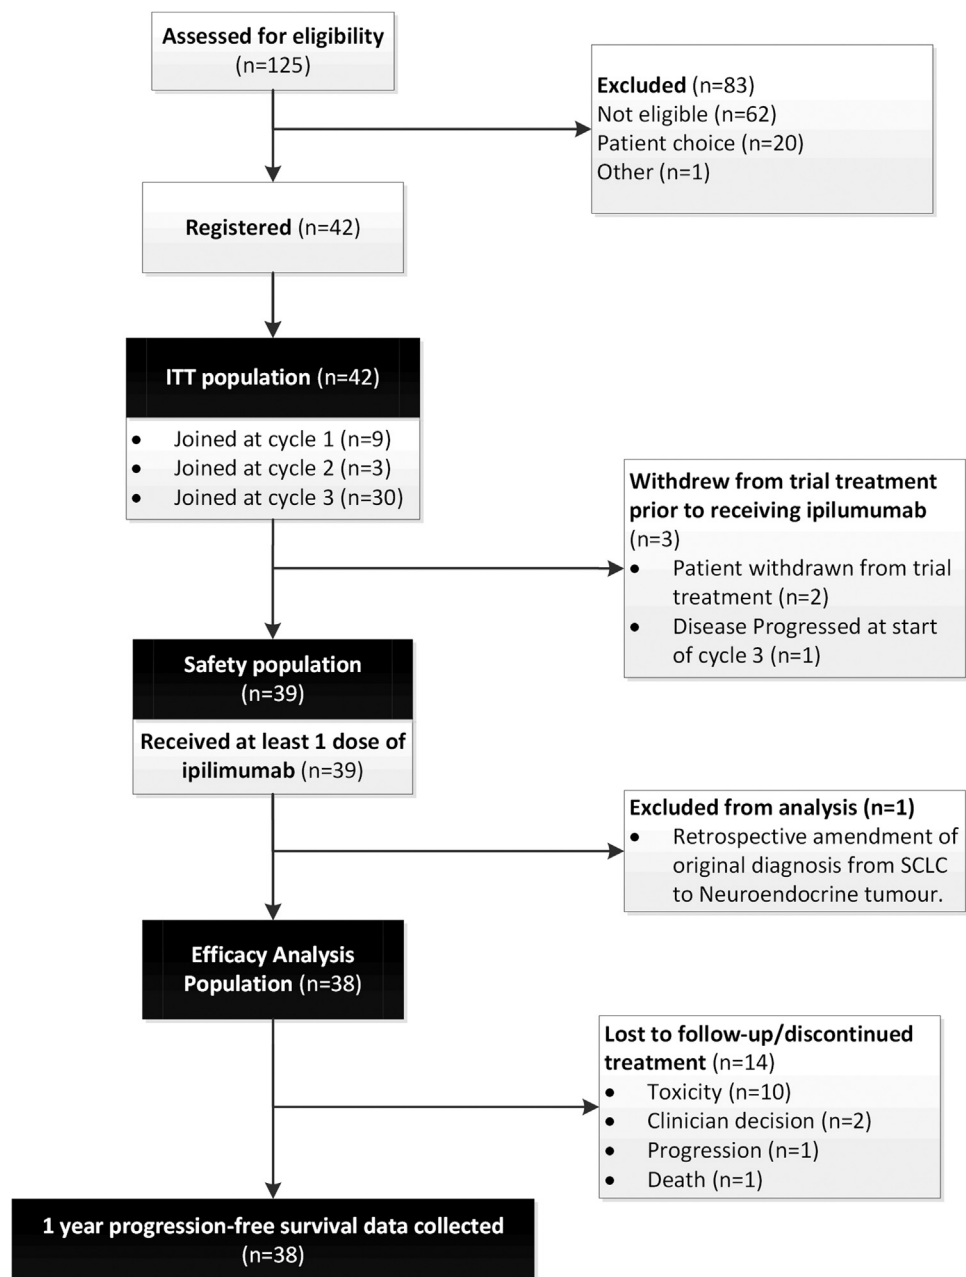 Assessed for eligibility
(n=125)
Excluded (n=83)
Not eligible (n=62)
Patient choice (n=20)
Other (n=1)
Registered (n=42)
ITT population (n=42)
• Joined at cycle 1 (n=9)
• Joined at cycle 2 (n=3)
• Joined at cycle 3 (n=30)
Withdrew from trial treatment
prior to receiving ipilumumab
(n=3)
• Patient withdrawn from trial
treatment (n=2)
• Disease Progressed at start
of cycle 3 (n=1)
Safety population
(n=39)
Received at least 1 dose of
ipilimumab (n=39)
Excluded from analysis (n=1)
• Retrospective amendment of
original diagnosis from SCLC
to Neuroendocrine tumour.
Efficacy Analysis
Population (n=38)
Lost to follow-up/discontinued
treatment (n=14)
• Toxicity (n=10)
• Clinician decision (n=2)
• Progression (n=1)
• Death (n=1)
1 year progression-free survival data collected
(n=38)